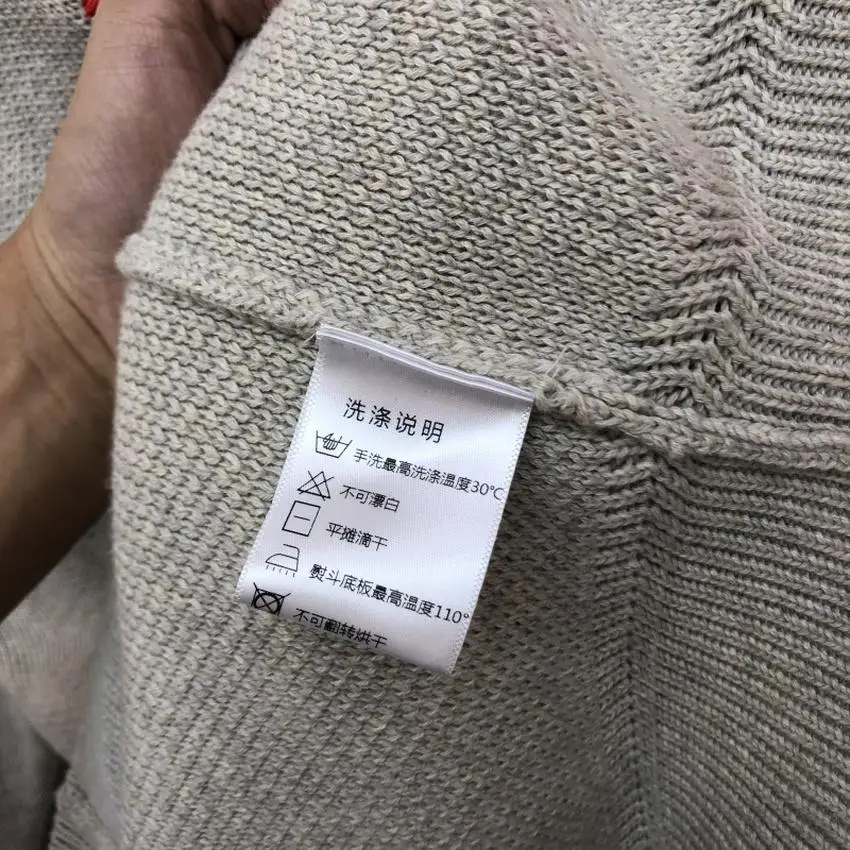 洗涤说明
手洗最高洗涤温度30℃
不可漂白
平摊滴干
熨斗底板最高温度110°
不可翻转烘干